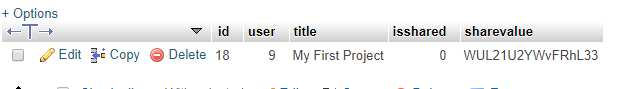 + Options
id user title isshared sharevalue
Edit Copy Delete 18 9 My First Project 0 WUL21U2YWvFRhL33